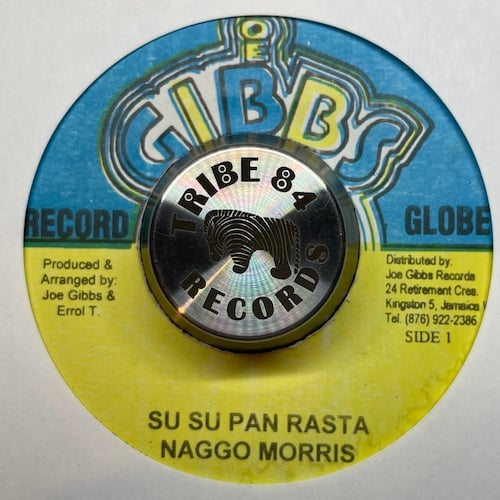 JOE
GIBBS
RECORD GLOBE
TRIBE 84
RECORDS
Produced &
Arranged by:
Joe Gibbs &
Errol T.
Distributed by.
Joe Gibbs Records
24 Retirement Cres.
Kingston 5, Jamaica W
Tel. (876) 922-2386
SIDE 1
SU SU PAN RASTA
NAGGO MORRIS